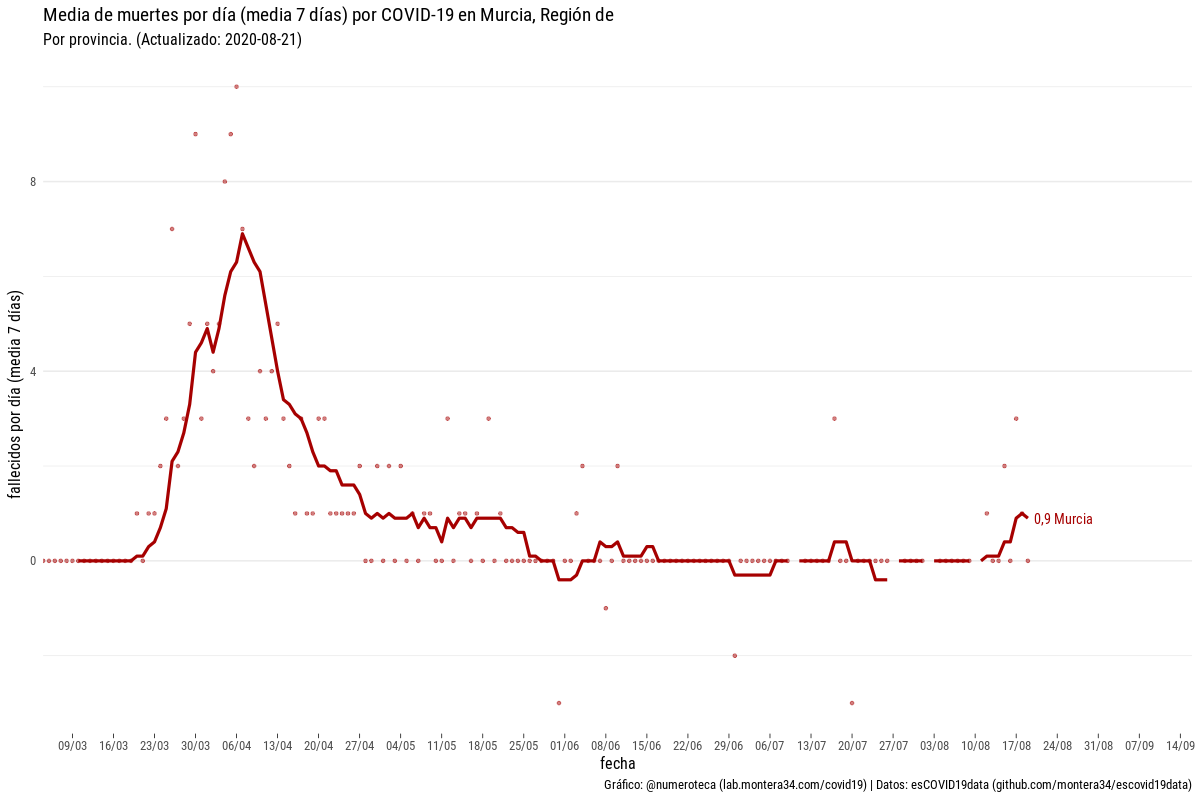 Media de muertes por día (media 7 días) por COVID-19 en Murcia, Región de
Por provincia. (Actualizado: 2020-08-21)
fallecidos por día (media 7 días)
8
4
0
0,9 Murcia
09/03 16/03 23/03 30/03 06/04 13/04 20/04 27/04 04/05 11/05 18/05 25/05 01/06 08/06 15/06 22/06 29/06 06/07 13/07 20/07 27/07 03/08 10/08 17/08 24/08 31/08 07/09 14/09
fecha
Gráfico: @numeroteca (lab.montera34.com/covid19) | Datos: esCOVID19data (github.com/montera34/escovid19data)